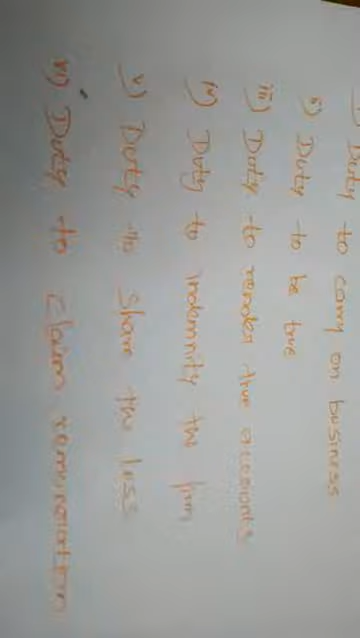 i) Duty to carry on business
ii) Duty to be true
iii) Duty to render true accounts
iv) Duty to indemnity the firm
v) Duty to share the loss
vi) Duty to claim remuneration